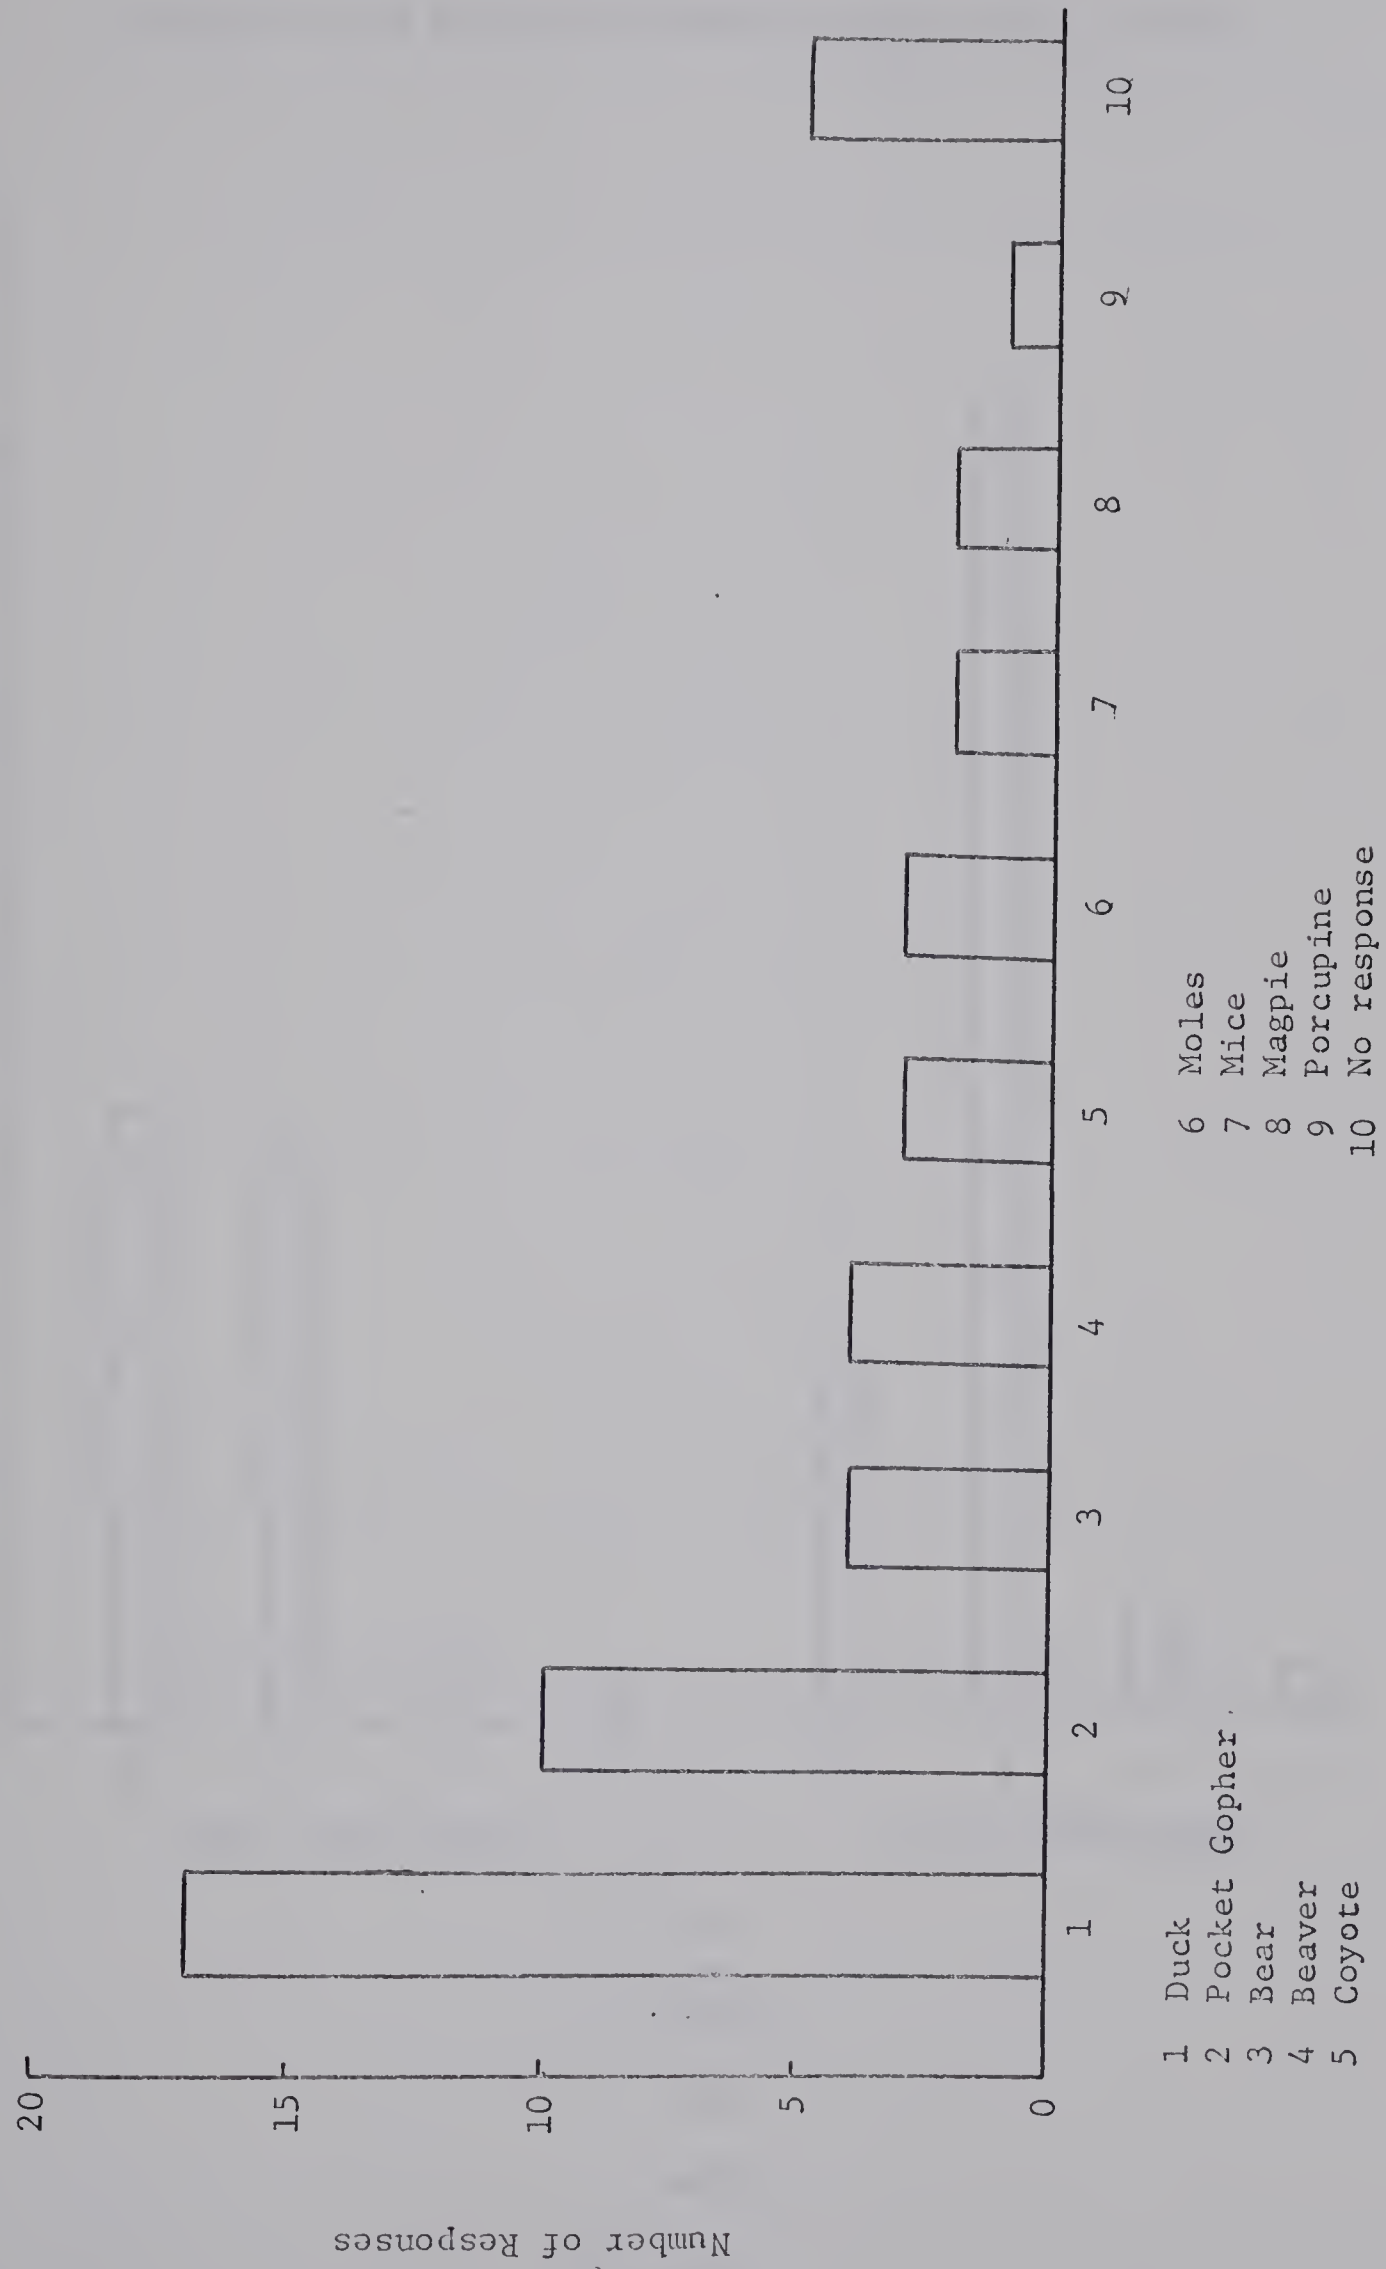 Number of Responses
20
15
10
5
0
1 2 3 4 5 6 7 8 9 10
1 Duck
2 Pocket Gopher
3 Bear
4 Beaver
5 Coyote
6 Moles
7 Mice
8 Magpie
9 Porcupine
10 No response